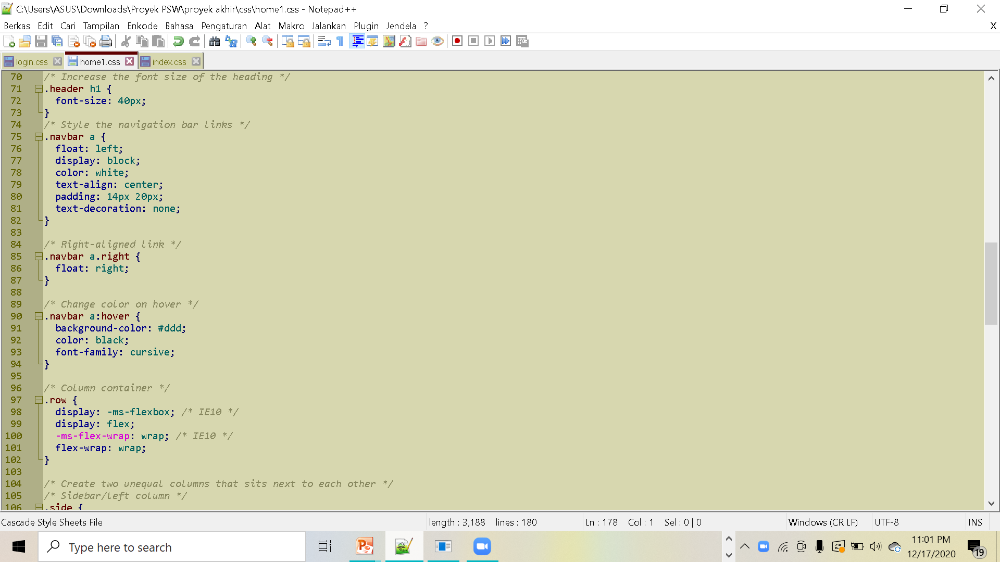 C:\Users\ASUS\Downloads\Proyek PSW\proyek akhir\css\home1.css - Notepad++
Berkas Edit Cari Tampilan Enkode Bahasa Pengaturan Alat Makro Jalankan Plugin Jendela ? X
login.css home1.css index.css
70 /* Increase the font size of the heading */
71 .header h1 {
72 font-size: 40px;
73 }
74 /* Style the navigation bar links */
75 .navbar a {
76 float: left;
77 display: block;
78 color: white;
79 text-align: center;
80 padding: 14px 20px;
81 text-decoration: none;
82 }
83
84 /* Right-aligned link */
85 .navbar a.right {
86 float: right;
87 }
88
89 /* Change color on hover */
90 .navbar a:hover {
91 background-color: #ddd;
92 color: black;
93 font-family: cursive;
94 }
95
96 /* Column container */
97 .row {
98 display: -ms-flexbox; /* IE10 */
99 display: flex;
100 -ms-flex-wrap: wrap; /* IE10 */
101 flex-wrap: wrap;
102 }
103
104 /* Create two unequal columns that sits next to each other */
105 /* Sidebar/left column */
106 .side {
Cascade Style Sheets File length : 3,188 lines : 180 Ln : 178 Col : 1 Sel : 0 | 0 Windows (CR LF) UTF-8 INS
Type here to search
11:01 PM
12/17/2020
19